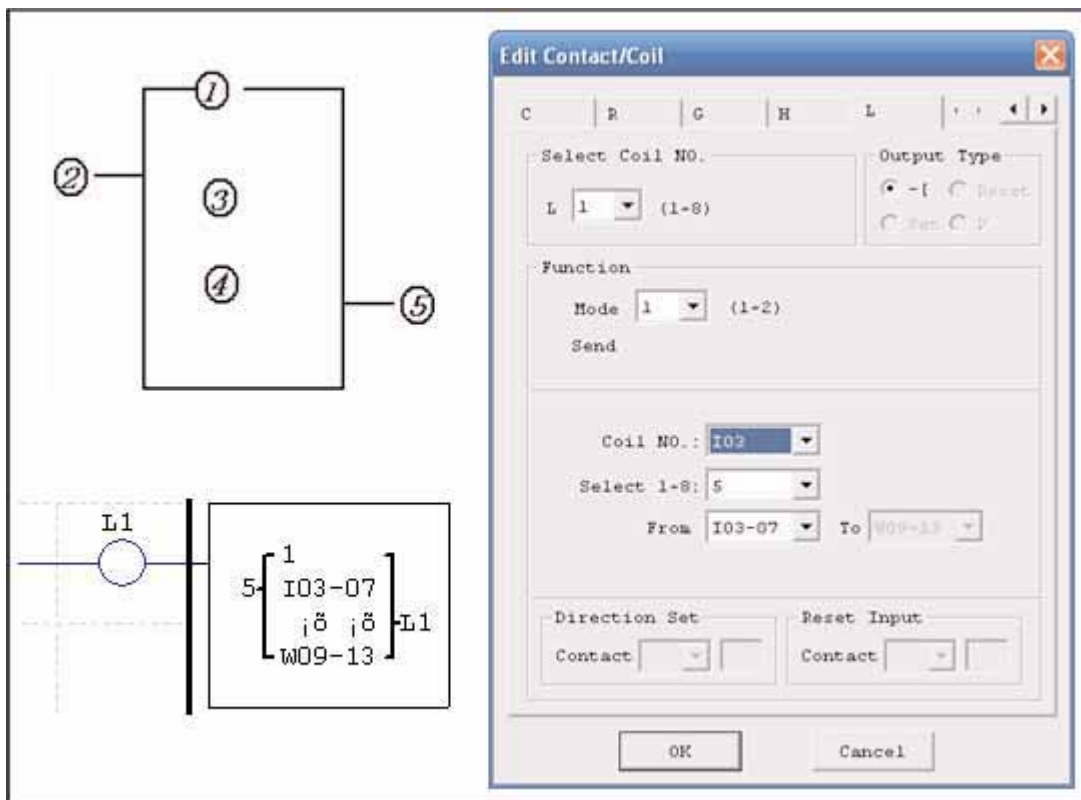 ①
②
③
④
⑤
L1
1
5
I03-07
¡õ ¡õ
L1
W09-13
Edit Contact/Coil
C R G H L
Select Coil NO.
L 1 (1-8)
Output Type
-[ Reset
Set P
Function
Mode 1 (1-2)
Send
Coil NO.: I03
Select 1-8: 5
From I03-07 To W09-13
Direction Set
Contact
Reset Input
Contact
OK Cancel